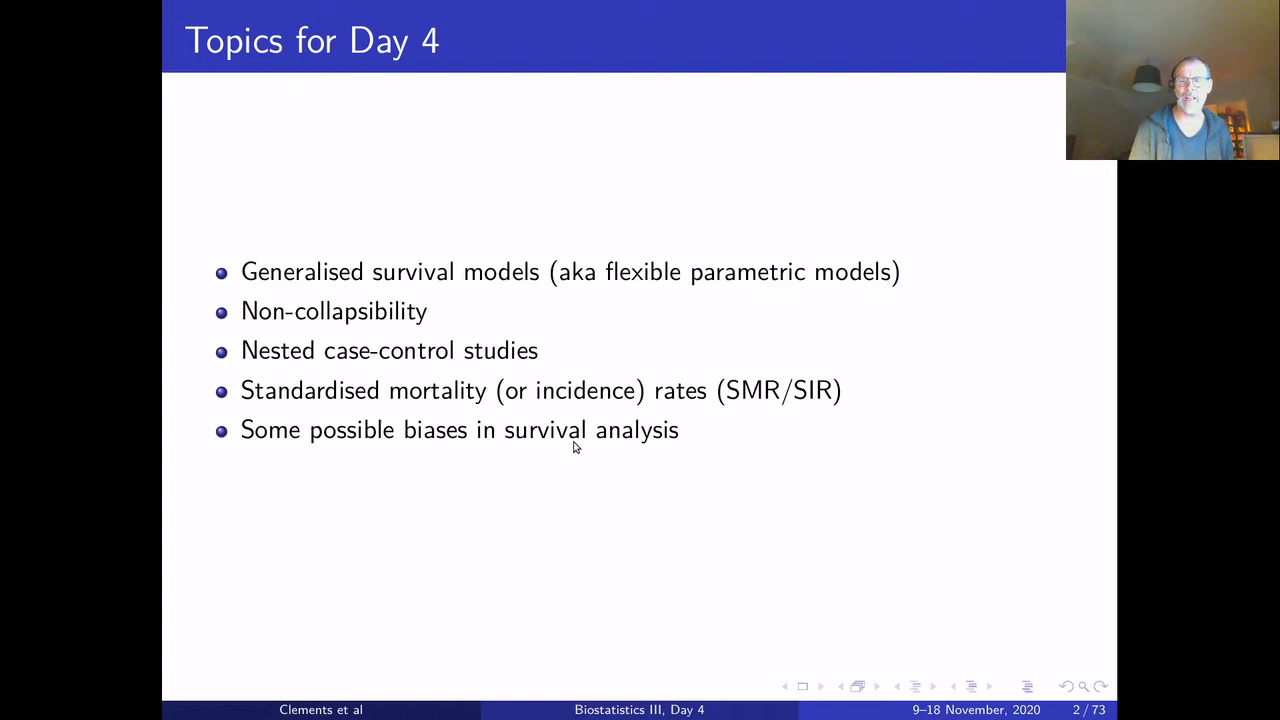 Topics for Day 4
Generalised survival models (aka flexible parametric models)
Non-collapsibility
Nested case-control studies
Standardised mortality (or incidence) rates (SMR/SIR)
Some possible biases in survival analysis
Clements et al
Biostatistics III, Day 4
9–18 November, 2020
2 / 73